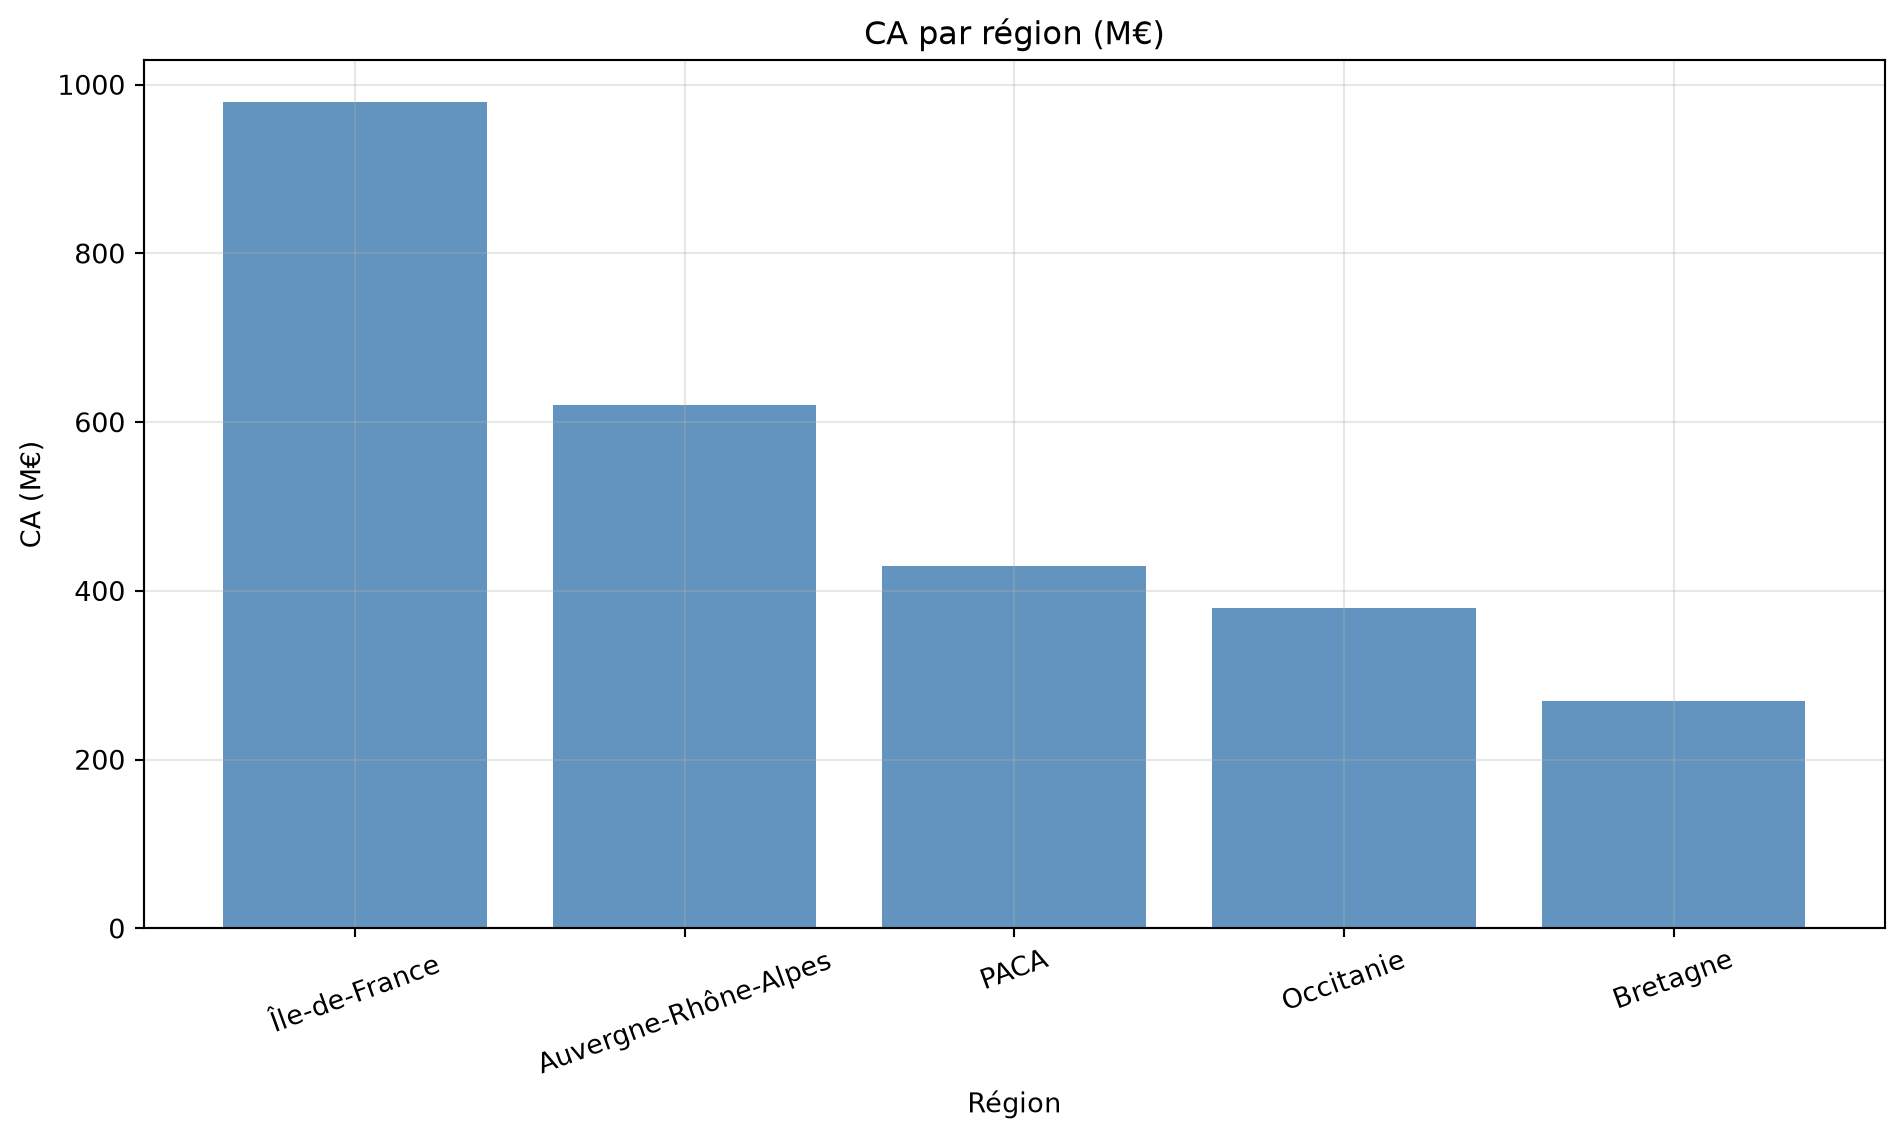 CA par région (M€)
CA (M€)
1000
800
600
400
200
0
Île-de-France
Auvergne-Rhône-Alpes
PACA
Occitanie
Bretagne
Région